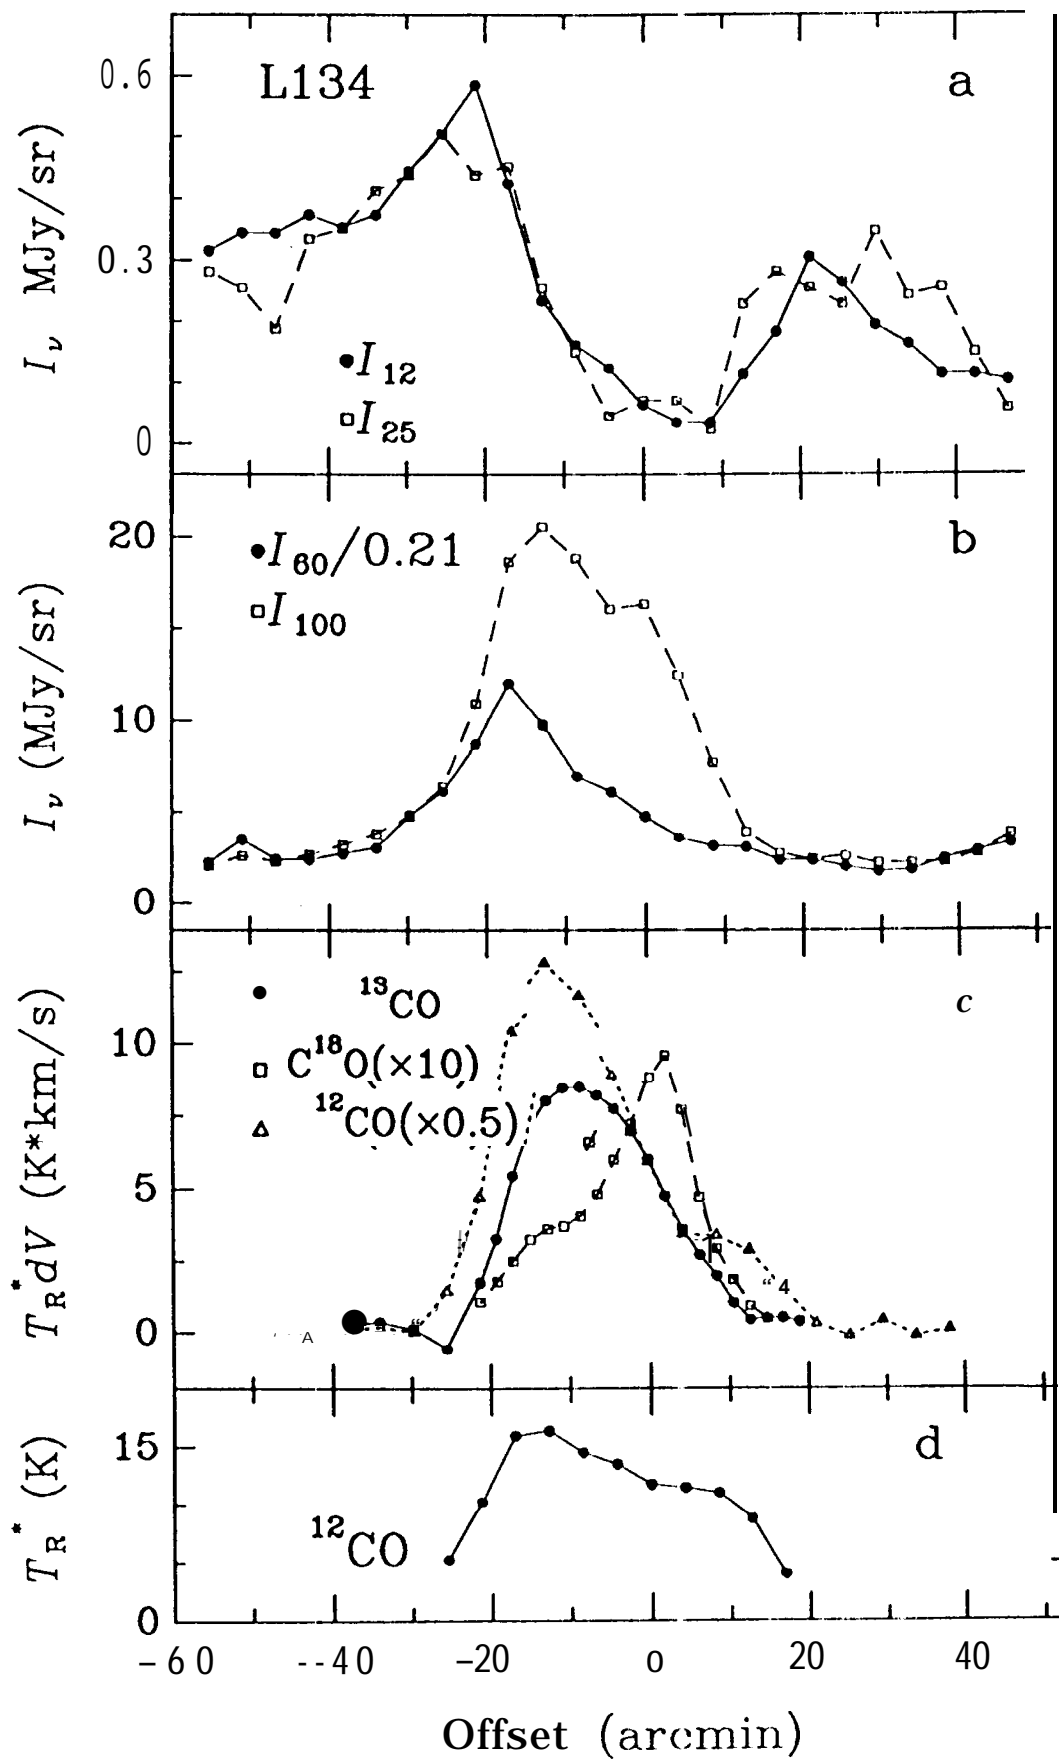 L134
a
0.6
0.3
0
I_ν MJy/sr
I_12
I_25
b
20
10
0
I_ν (MJy/sr)
I_60/0.21
I_100
c
10
5
0
T_R^*dV (K*km/s)
^13CO
C^18O(×10)
^12CO(×0.5)
“ 4
A
d
15
0
T_R^* (K)
^12CO
-60 --40 -20 0 20 40
Offset (arcmin)